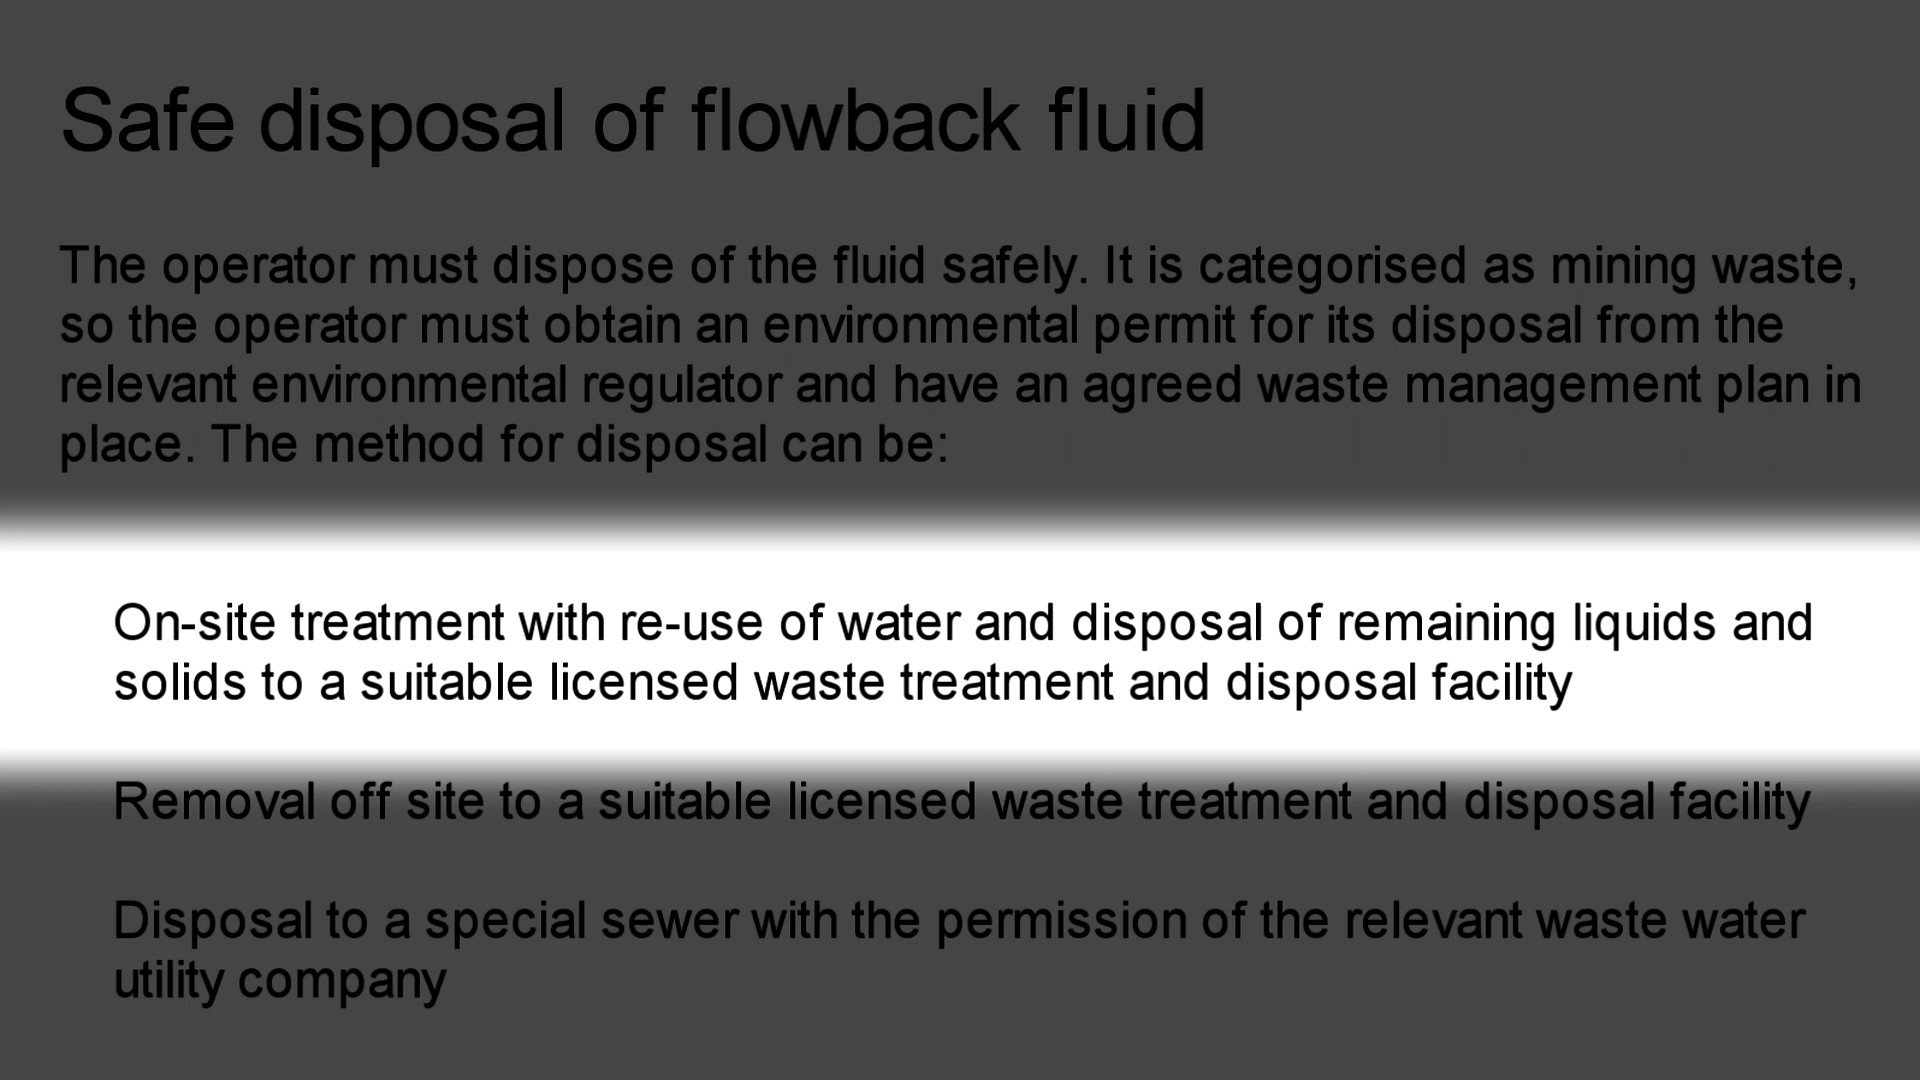 Safe disposal of flowback fluid
The operator must dispose of the fluid safely. It is categorised as mining waste,
so the operator must obtain an environmental permit for its disposal from the
relevant environmental regulator and have an agreed waste management plan in
place. The method for disposal can be:
On-site treatment with re-use of water and disposal of remaining liquids and
solids to a suitable licensed waste treatment and disposal facility
Removal off site to a suitable licensed waste treatment and disposal facility
Disposal to a special sewer with the permission of the relevant waste water
utility company